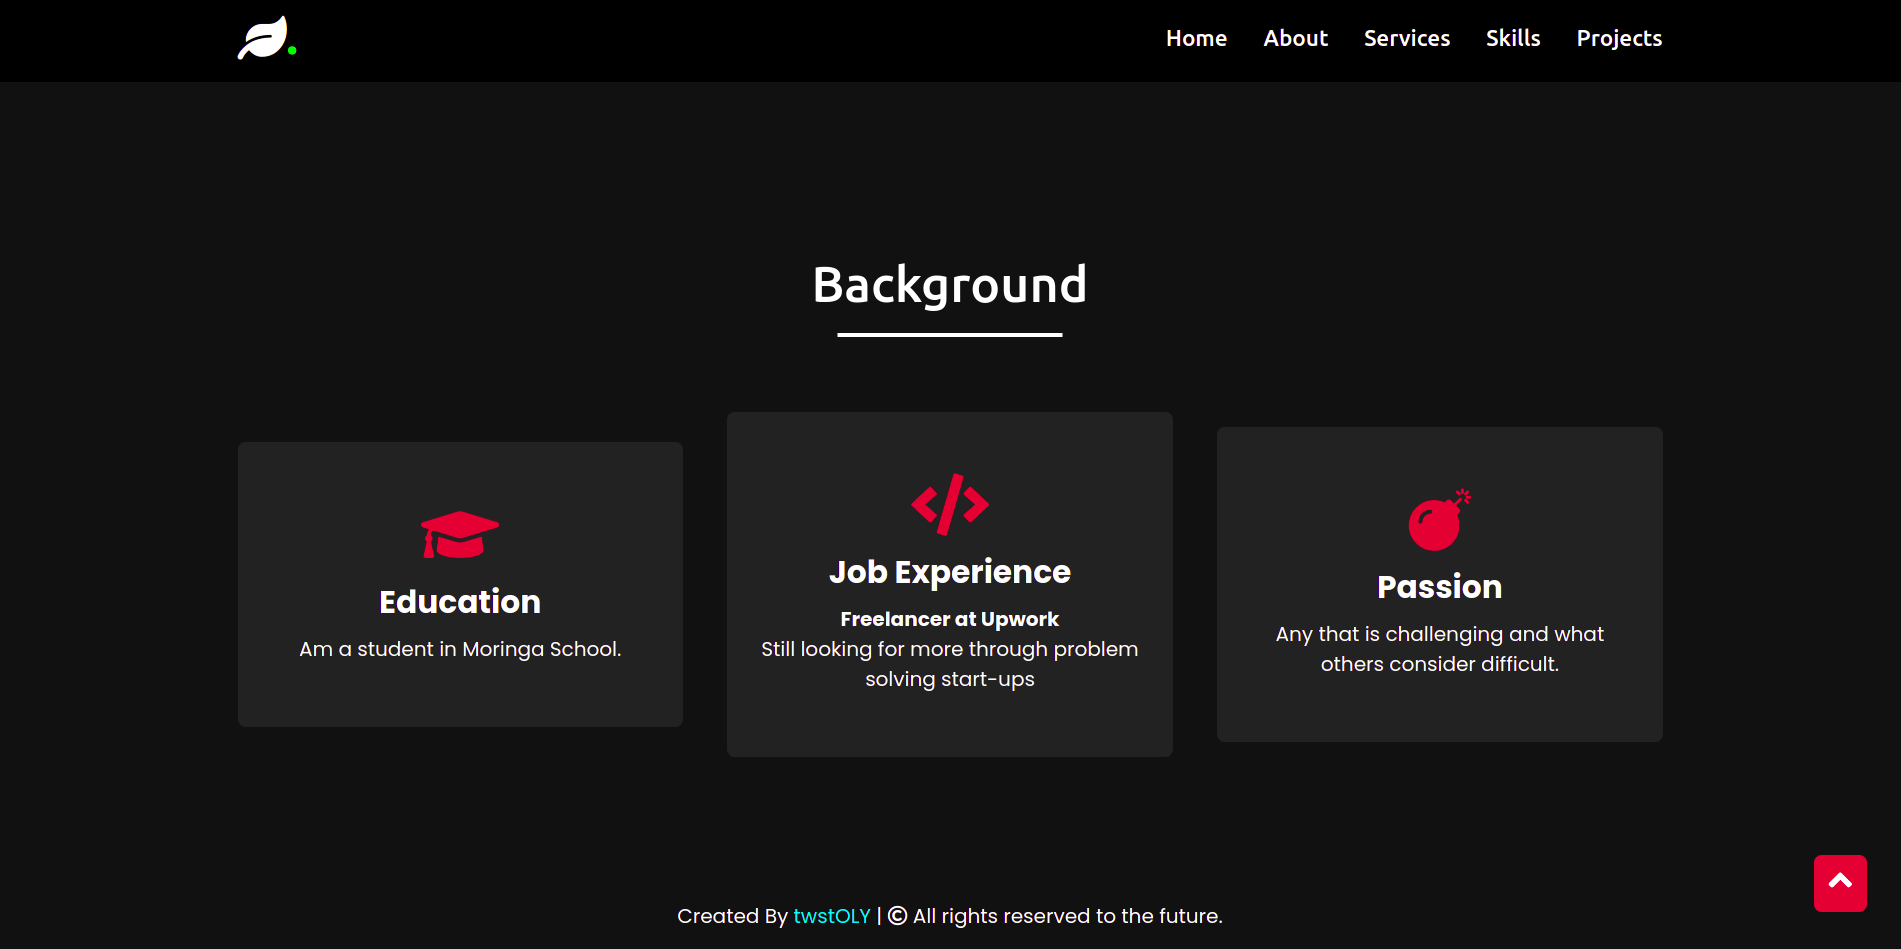 Home About Services Skills Projects
Background
Education
Am a student in Moringa School.
Job Experience
Freelancer at Upwork
Still looking for more through problem
solving start-ups
Passion
Any that is challenging and what
others consider difficult.
Created By twstOLY | © All rights reserved to the future.